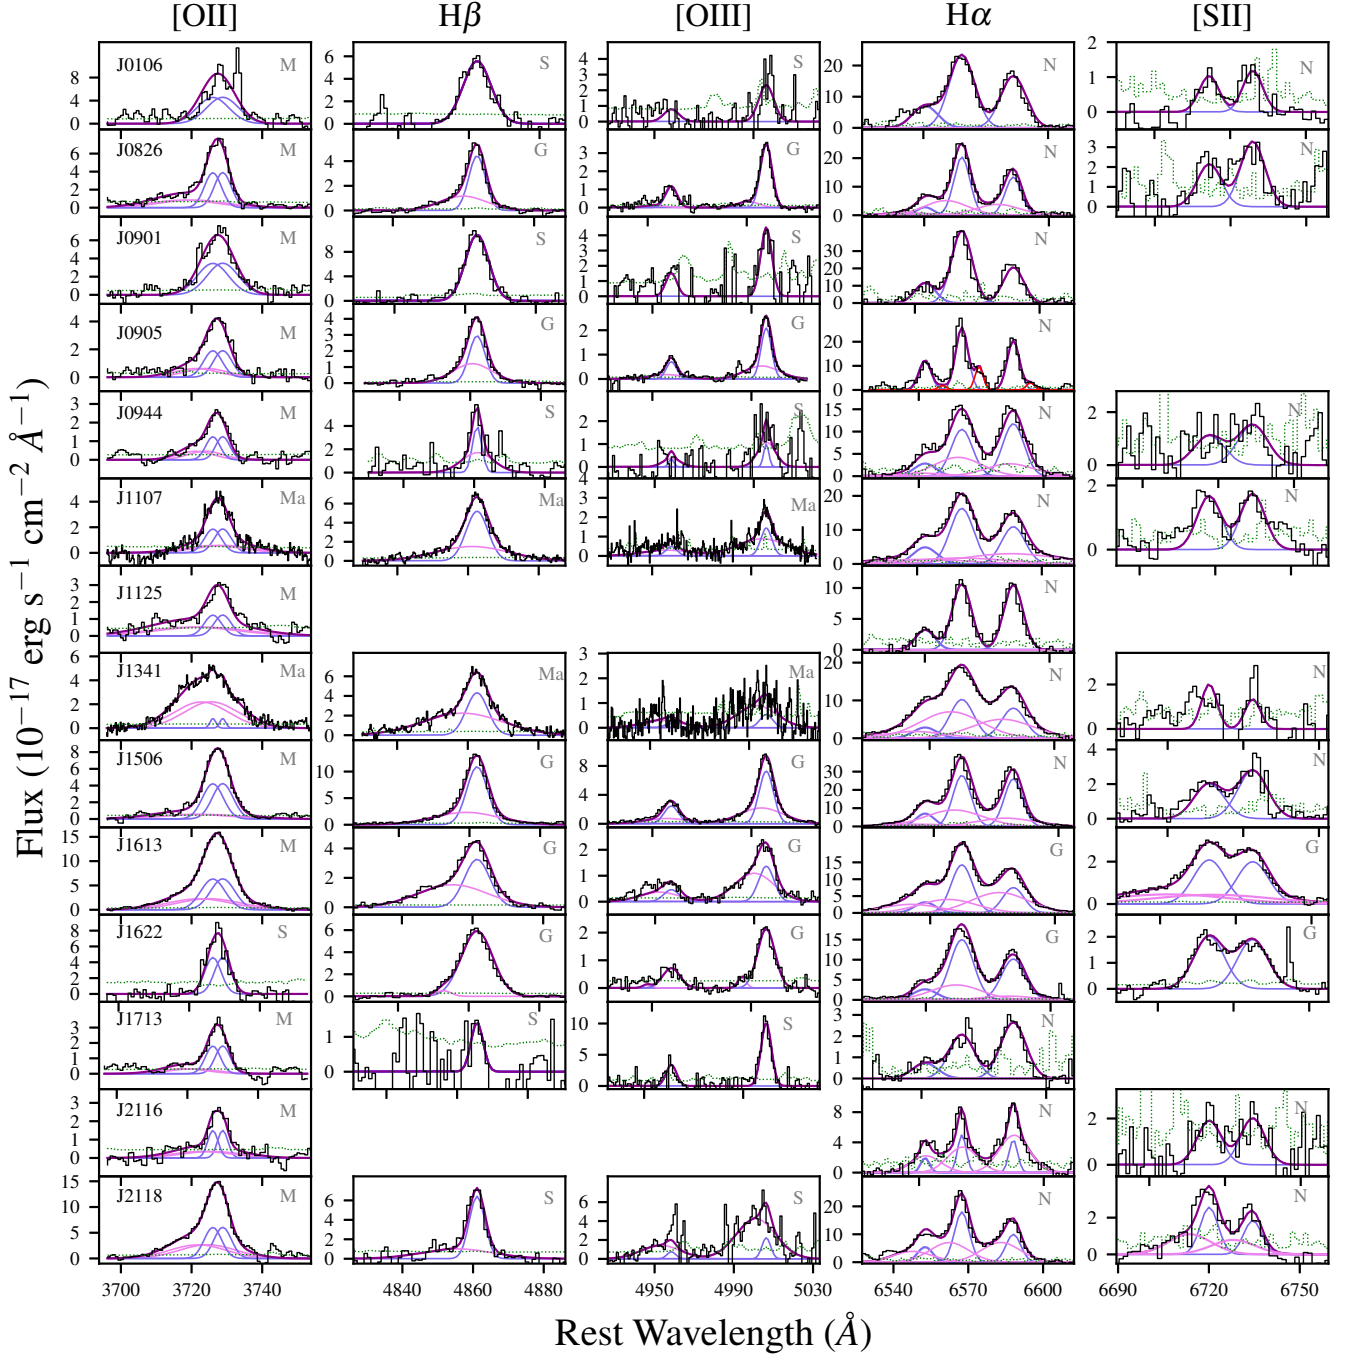 [OII] Hβ [OIII] Hα [SII]
J0106 M S S N N
J0826 M G G N N
J0901 M S S N
J0905 M G G N
J0944 M S S N N
J1107 Ma Ma Ma N N
J1125 M N
J1341 Ma Ma Ma N N
J1506 M G G N N
J1613 M G G G G
J1622 S G G G G
J1713 M S S N
J2116 M N N
J2118 M S S N N
Flux (10⁻¹⁷ erg s⁻¹ cm⁻² Å⁻¹)
3700 3720 3740 4840 4860 4880 4950 4990 5030 6540 6570 6600 6690 6720 6750
Rest Wavelength (Å)